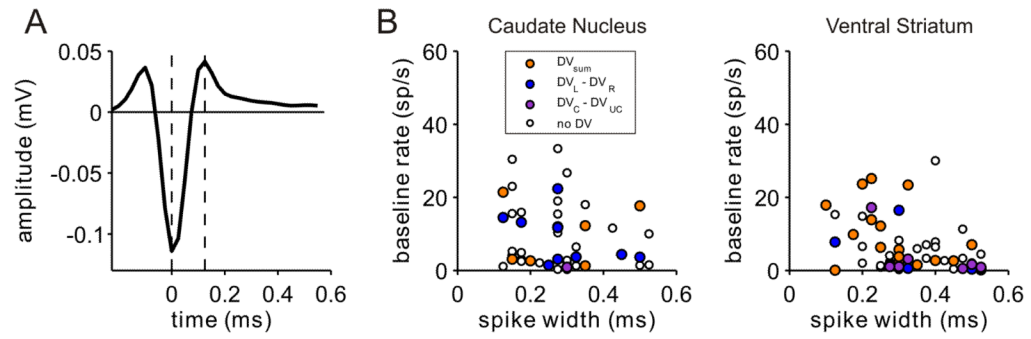 A
0.05
0
-0.05
-0.1
amplitude (mV)
0
0.2
0.4
0.6
time (ms)
B
Caudate Nucleus
60
40
20
0
baseline rate (sp/s)
DVsum
DVL - DVR
DVC - DVUC
no DV
0
0.2
0.4
0.6
spike width (ms)
Ventral Striatum
60
40
20
0
baseline rate (sp/s)
0
0.2
0.4
0.6
spike width (ms)